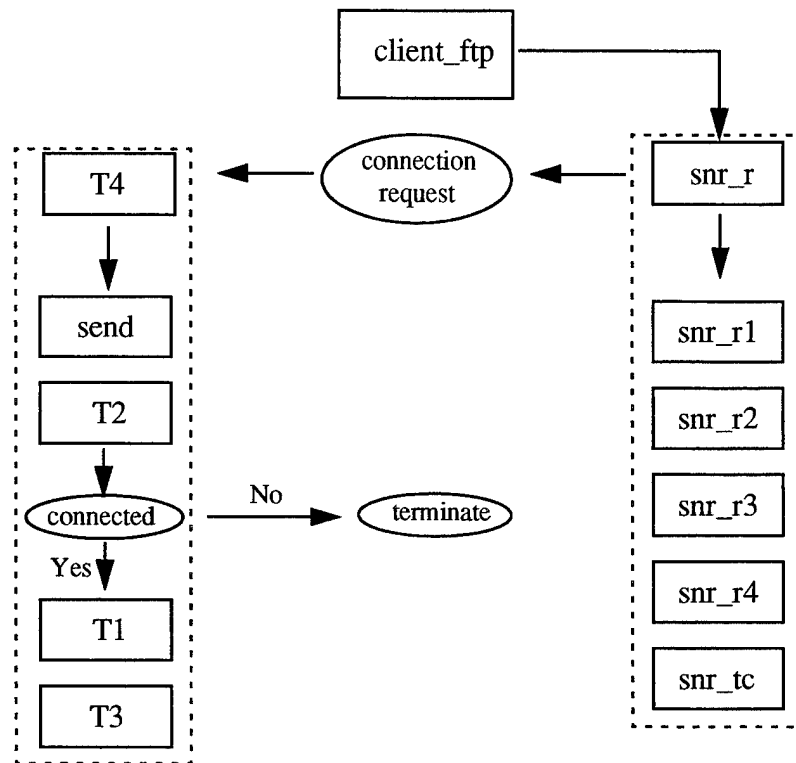 client_ftp
T4
connection
request
snr_r
send
snr_r1
T2
snr_r2
connected
No
terminate
snr_r3
Yes
T1
snr_r4
T3
snr_tc